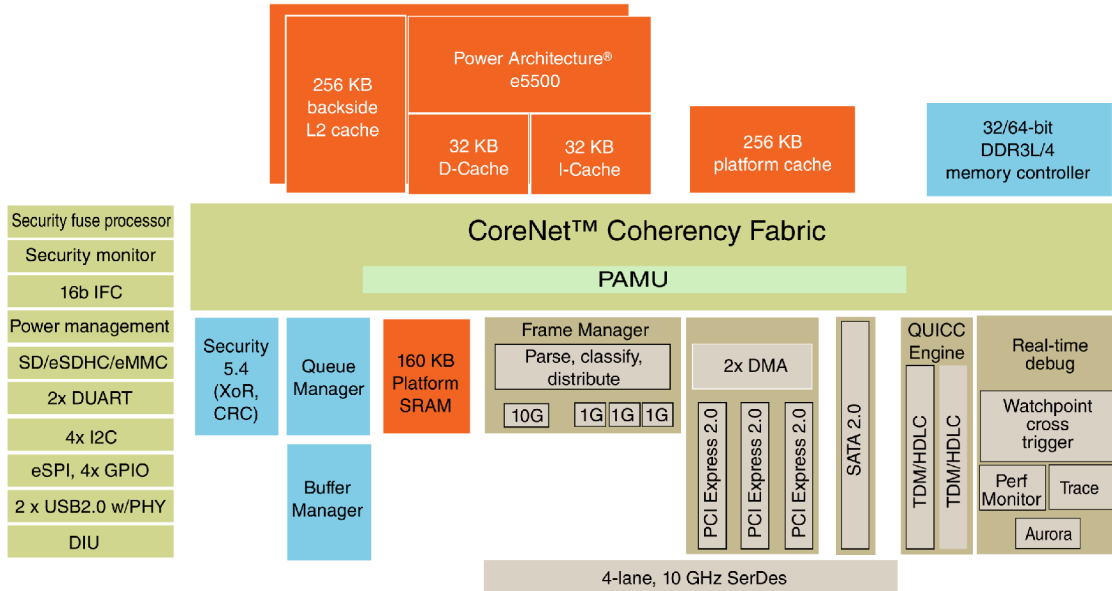 256 KB
backside
L2 cache
Power Architecture®
e5500
32 KB
D-Cache
32 KB
I-Cache
256 KB
platform cache
32/64-bit
DDR3L/4
memory controller
Security fuse processor
Security monitor
16b IFC
Power management
SD/eSDHC/eMMC
2x DUART
4x I2C
eSPI, 4x GPIO
2 x USB2.0 w/PHY
DIU
CoreNet™ Coherency Fabric
PAMU
Security
5.4
(XoR,
CRC)
Queue
Manager
Buffer
Manager
160 KB
Platform
SRAM
Frame Manager
Parse, classify,
distribute
10G
1G
1G
1G
2x DMA
PCI Express 2.0
PCI Express 2.0
PCI Express 2.0
SATA 2.0
QUICC
Engine
TDM/HDLC
TDM/HDLC
Real-time
debug
Watchpoint
cross
trigger
Perf
Monitor
Trace
Aurora
4-lane, 10 GHz SerDes